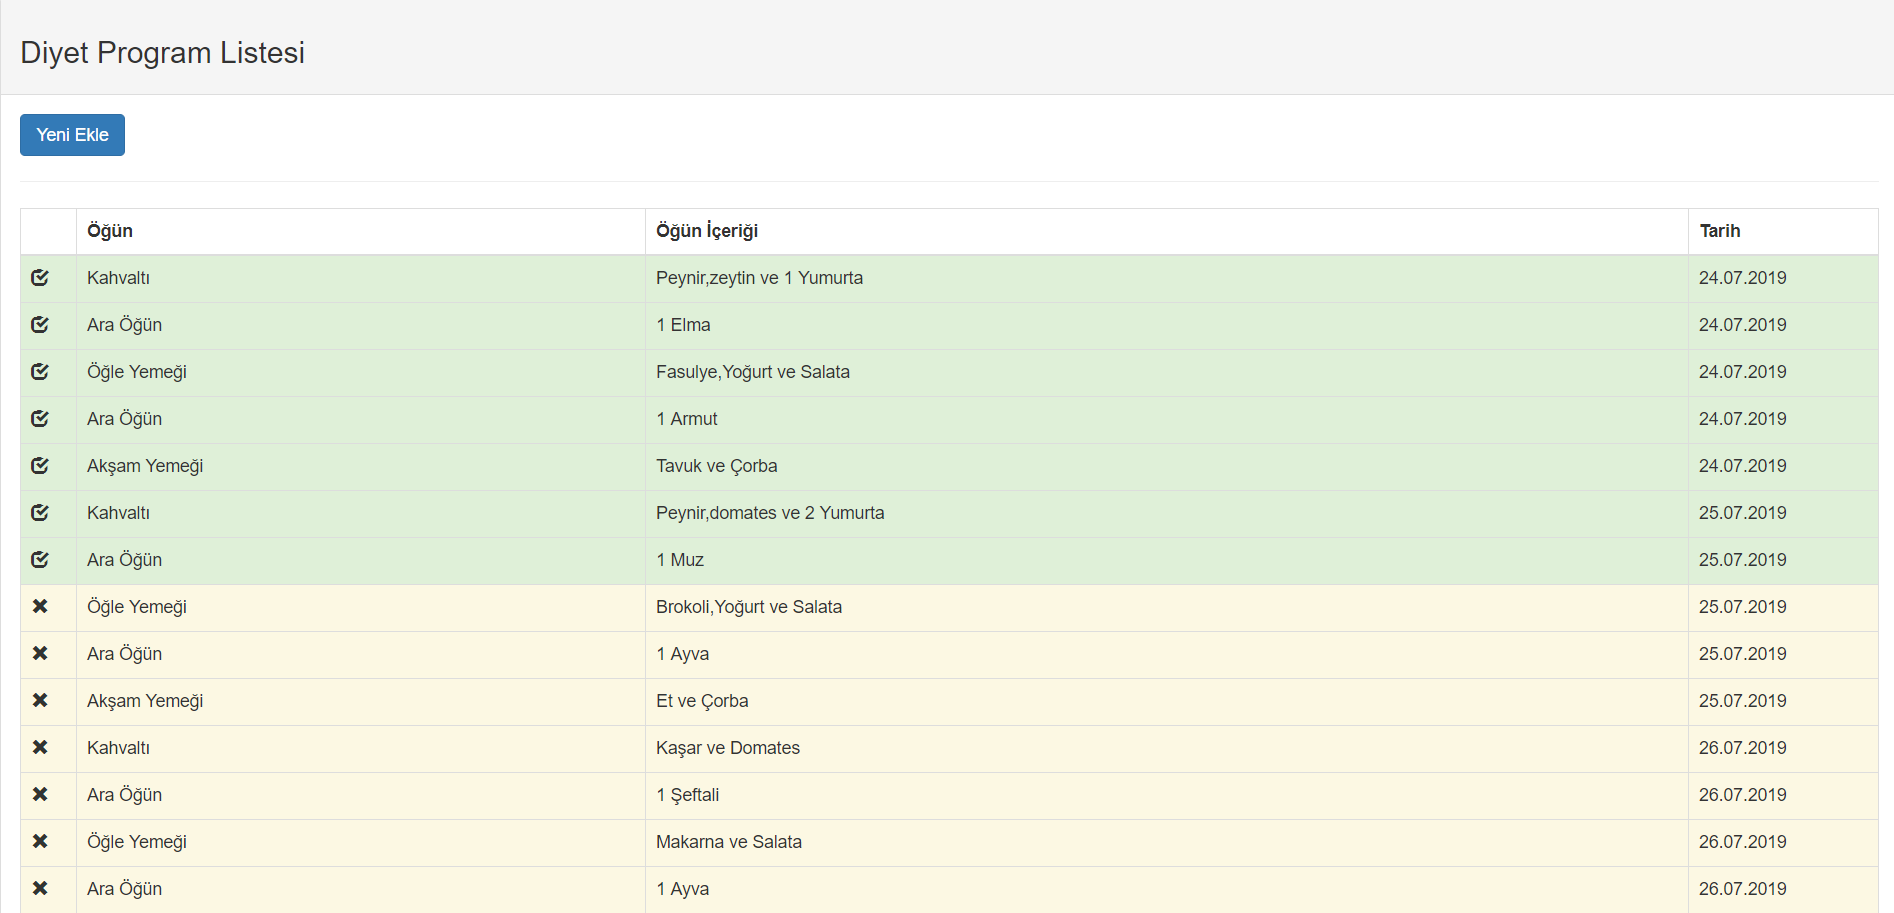 Diyet Program Listesi
Yeni Ekle
Öğün Öğün İçeriği Tarih
Kahvaltı Peynir,zeytin ve 1 Yumurta 24.07.2019
Ara Öğün 1 Elma 24.07.2019
Öğle Yemeği Fasulye,Yoğurt ve Salata 24.07.2019
Ara Öğün 1 Armut 24.07.2019
Akşam Yemeği Tavuk ve Çorba 24.07.2019
Kahvaltı Peynir,domates ve 2 Yumurta 25.07.2019
Ara Öğün 1 Muz 25.07.2019
Öğle Yemeği Brokoli,Yoğurt ve Salata 25.07.2019
Ara Öğün 1 Ayva 25.07.2019
Akşam Yemeği Et ve Çorba 25.07.2019
Kahvaltı Kaşar ve Domates 26.07.2019
Ara Öğün 1 Şeftali 26.07.2019
Öğle Yemeği Makarna ve Salata 26.07.2019
Ara Öğün 1 Ayva 26.07.2019